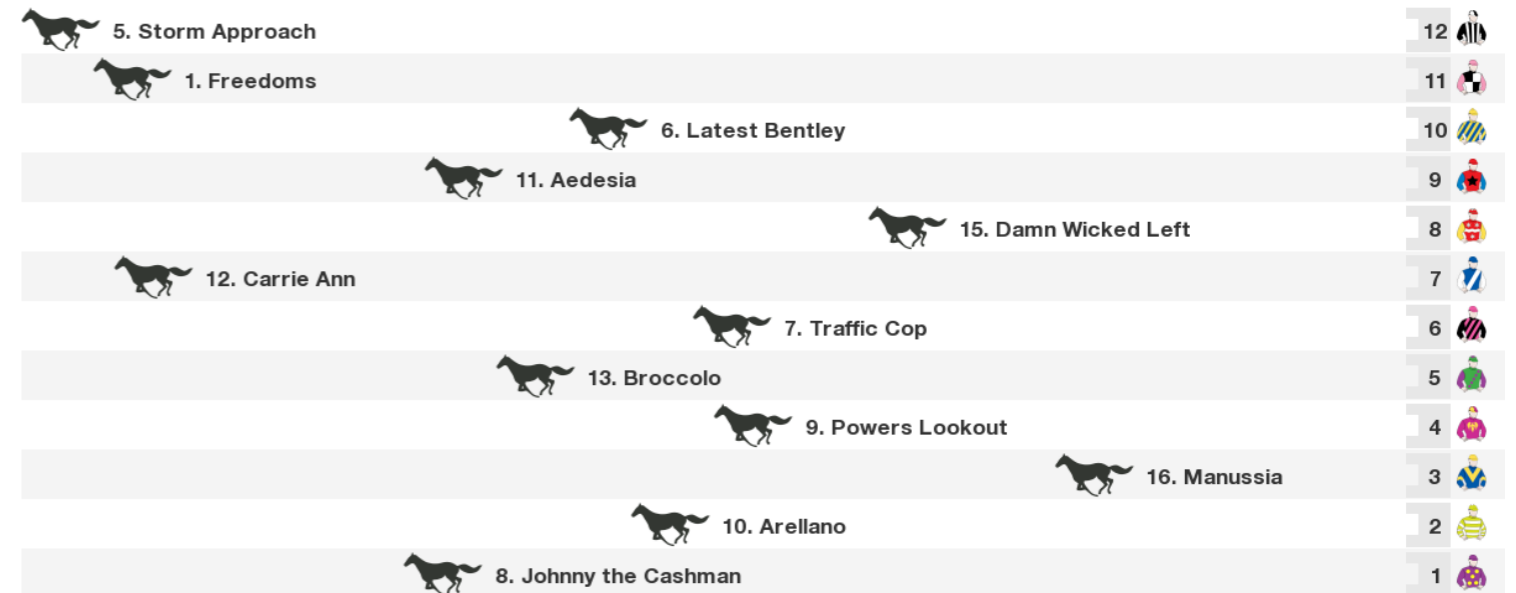 5. Storm Approach 12
1. Freedoms 11
6. Latest Bentley 10
11. Aedesia 9
15. Damn Wicked Left 8
12. Carrie Ann 7
7. Traffic Cop 6
13. Broccolo 5
9. Powers Lookout 4
16. Manussia 3
10. Arellano 2
8. Johnny the Cashman 1